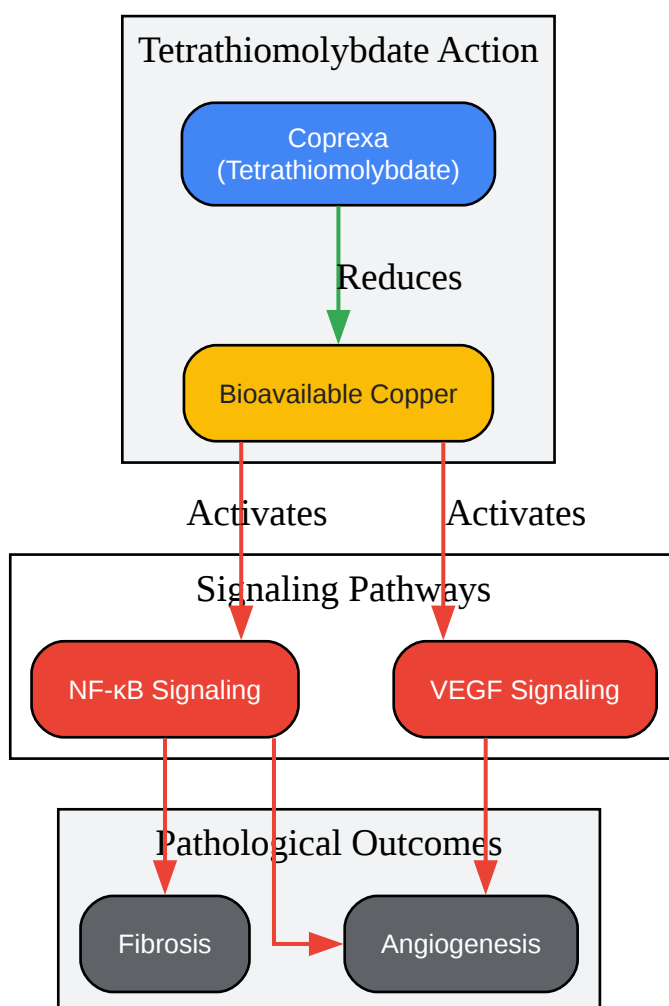 Tetrathiomolybdate Action
Coprexa
(Tetrathiomolybdate)
Reduces
Bioavailable Copper
Activates
Activates
Signaling Pathways
NF-κB Signaling
VEGF Signaling
Pathological Outcomes
Fibrosis
Angiogenesis